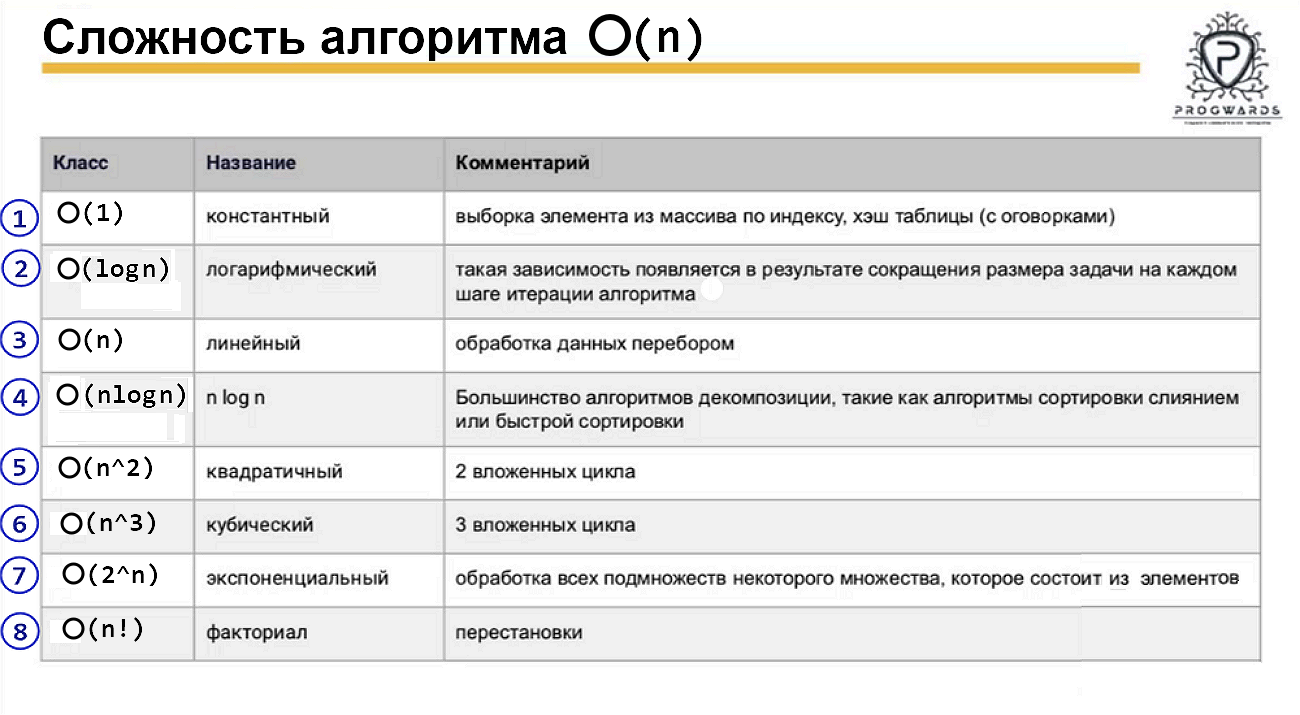 Сложность алгоритма O(n)
P
PROGWARDS
Класс Название Комментарий
1 O(1) константный выборка элемента из массива по индексу, хэш таблицы (с оговорками)
2 O(logn) логарифмический такая зависимость появляется в результате сокращения размера задачи на каждом
шаге итерации алгоритма
3 O(n) линейный обработка данных перебором
4 O(nlogn) n log n Большинство алгоритмов декомпозиции, такие как алгоритмы сортировки слиянием
или быстрой сортировки
5 O(n^2) квадратичный 2 вложенных цикла
6 O(n^3) кубический 3 вложенных цикла
7 O(2^n) экспоненциальный обработка всех подмножеств некоторого множества, которое состоит из элементов
8 O(n!) факториал перестановки